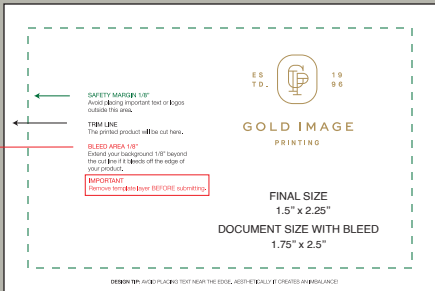 SAFETY MARGIN 1/8"
Avoid placing important text or logos
outside this area.
TRIM LINE
The printed product will be cut here.
BLEED AREA 1/8"
Extend your background 1/8" beyond
the cut line if it bleeds off the edge of
your product.
IMPORTANT
Remove template layer BEFORE submitting.
ES 19
TD. 96
GOLD IMAGE
PRINTING
FINAL SIZE
1.5" x 2.25"
DOCUMENT SIZE WITH BLEED
1.75" x 2.5"
DESIGN TIP: AVOID PLACING TEXT NEAR THE EDGE, AESTHETICALLY IT CREATES AN IMBALANCE!